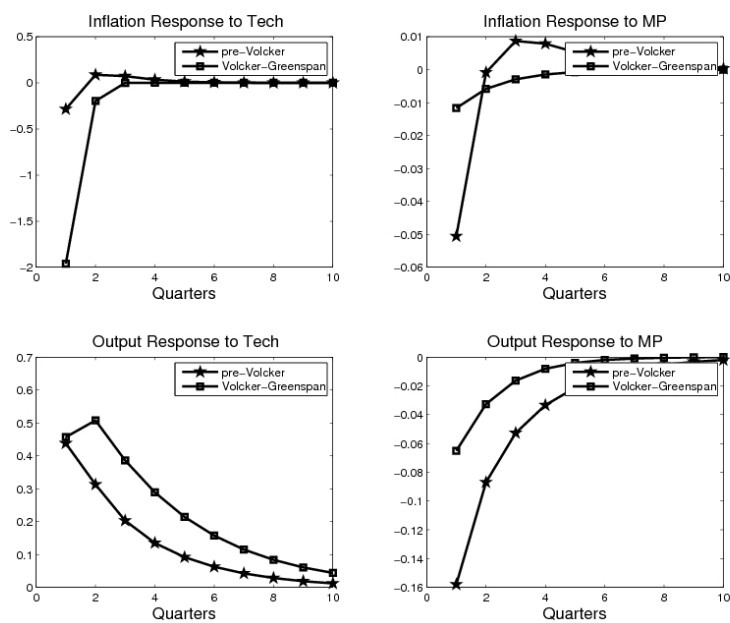 Inflation Response to Tech
0.5
0
−0.5
−1
−1.5
−2
0 2 4 6 8 10
Quarters
pre−Volcker
Volcker−Greenspan
Inflation Response to MP
0.01
0
−0.01
−0.02
−0.03
−0.04
−0.05
−0.06
0 2 4 6 8 10
Quarters
pre−Volcker
Volcker−Greenspan
Output Response to Tech
0.7
0.6
0.5
0.4
0.3
0.2
0.1
0
0 2 4 6 8 10
Quarters
pre−Volcker
Volcker−Greenspan
Output Response to MP
0
−0.02
−0.04
−0.06
−0.08
−0.1
−0.12
−0.14
−0.16
0 2 4 6 8 10
Quarters
pre−Volcker
Volcker−Greenspan